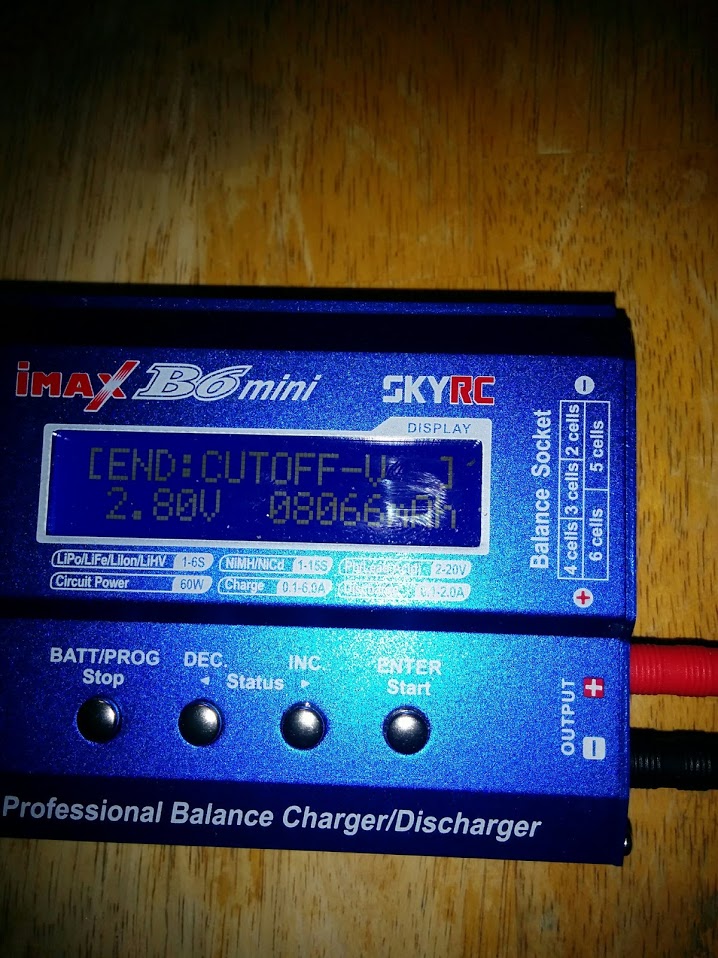 iMAX B6 mini SKYRC
DISPLAY
[END:CUTOFF-V ]
2.80V 08066mAh
LiPo/LiFe/LiIon/LiHV 1-6S NiMH/NiCd 1-15S 2-20V
Circuit Power 60W Charge 0.1-6.0A 0.1-2.0A
BATT/PROG
Stop
DEC.
INC.
◄ Status ►
ENTER
Start
Balance Socket
4 cells 3 cells 2 cells
6 cells 5 cells
OUTPUT
+
−
Professional Balance Charger/Discharger